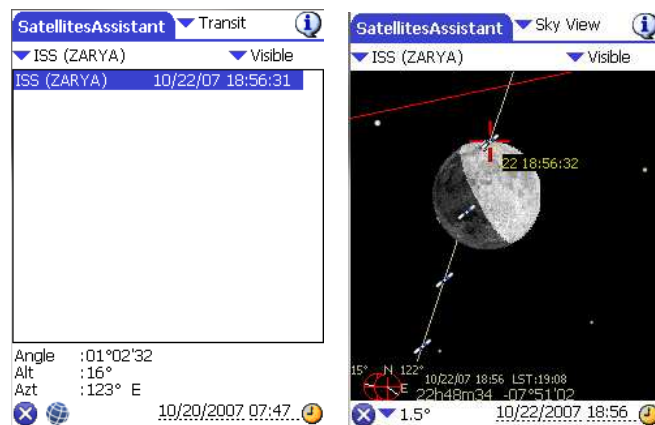 SatellitesAssistant Transit
ISS (ZARYA) Visible
ISS (ZARYA) 10/22/07 18:56:31
Angle :01°02'32
Alt :16°
Azt :123° E
10/20/2007 07:47
SatellitesAssistant Sky View
ISS (ZARYA) Visible
22 18:56:32
15° N 122°
E 10/22/07 18:56 LST:19:08
22h48m34 -07°51'02
1.5° 10/22/2007 18:56